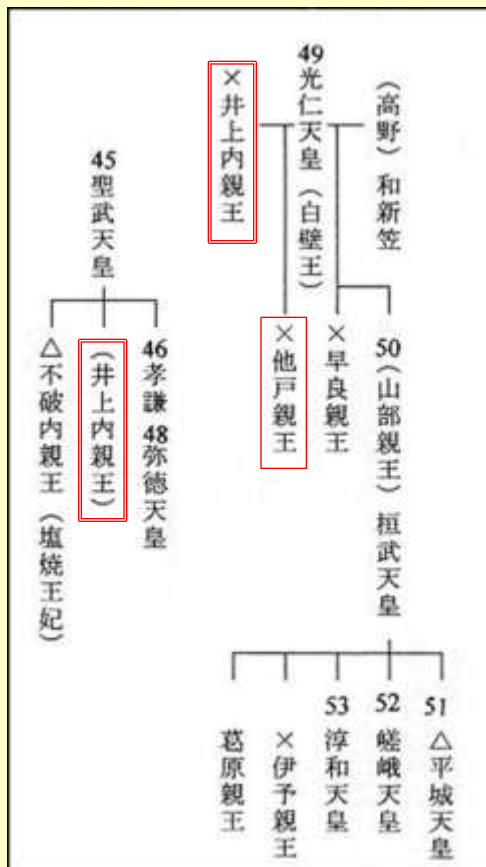 (高野)和新笠
49光仁天皇(白壁王)
×井上内親王
50(山部親王) 桓武天皇
×早良親王
×他戸親王
51△平城天皇
52嵯峨天皇
53淳和天皇
×伊予親王
葛原親王
45聖武天皇
46孝謙 48弥徳天皇
(井上内親王)
△不破内親王(塩焼王妃)